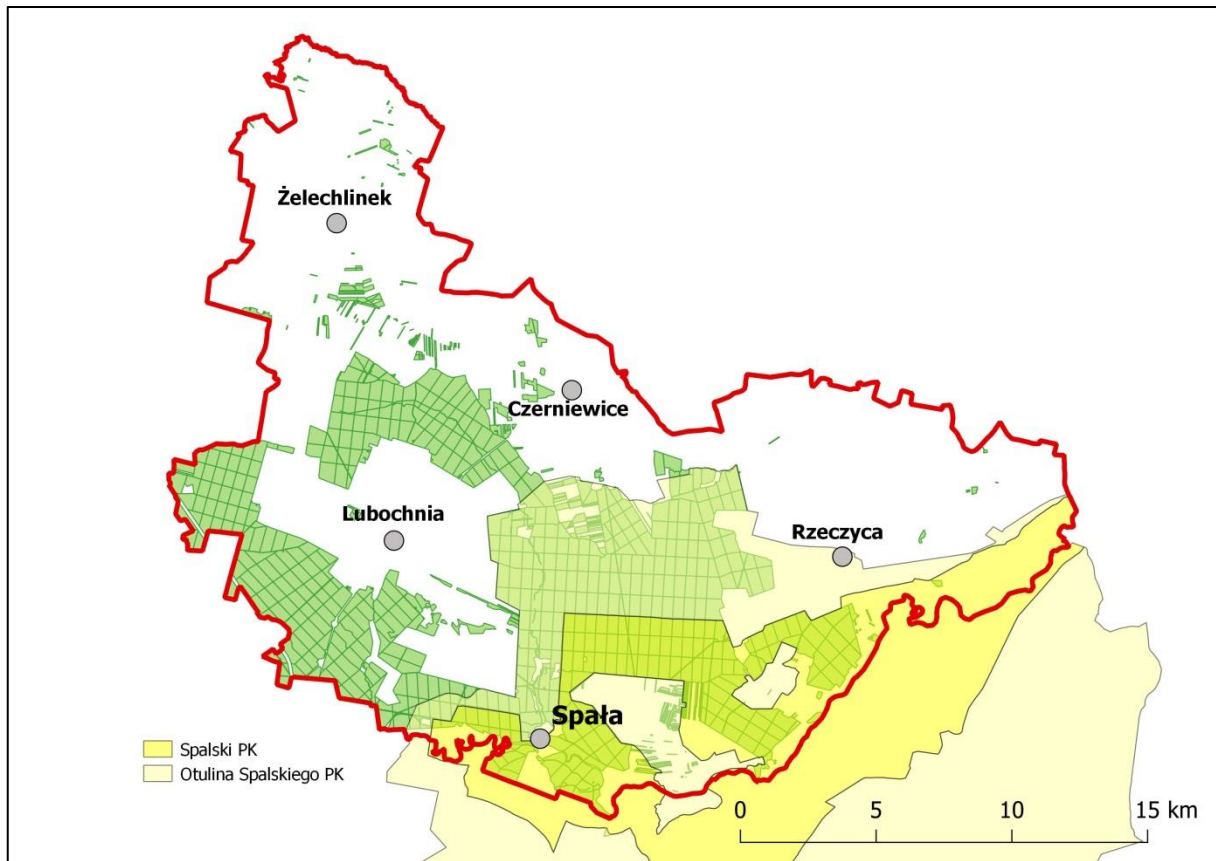 Żelechlinek
Czerniewice
Lubochnia
Rzeczyca
Spała
Spalski PK
Otulina Spalskiego PK
0 5 10 15 km